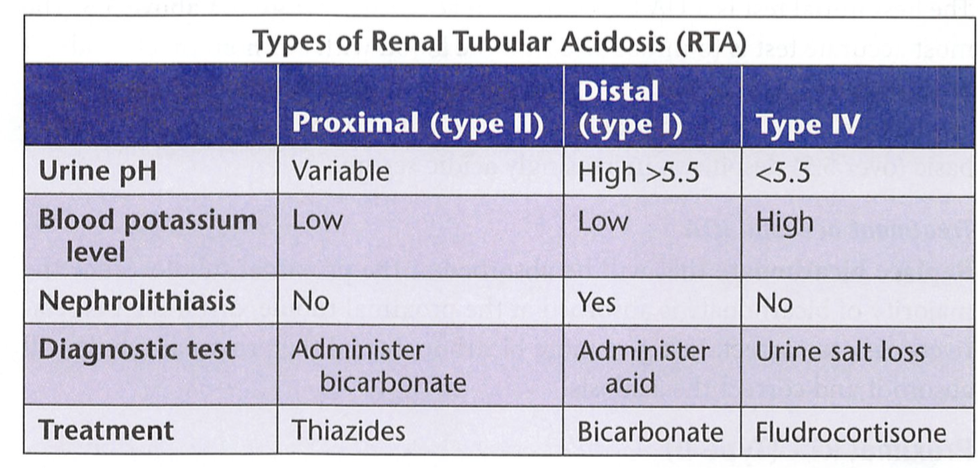 Types of Renal Tubular Acidosis (RTA)
Proximal (type II) Distal (type I) Type IV
Urine pH Variable High >5.5 <5.5
Blood potassium level Low Low High
Nephrolithiasis No Yes No
Diagnostic test Administer bicarbonate Administer acid Urine salt loss
Treatment Thiazides Bicarbonate Fludrocortisone